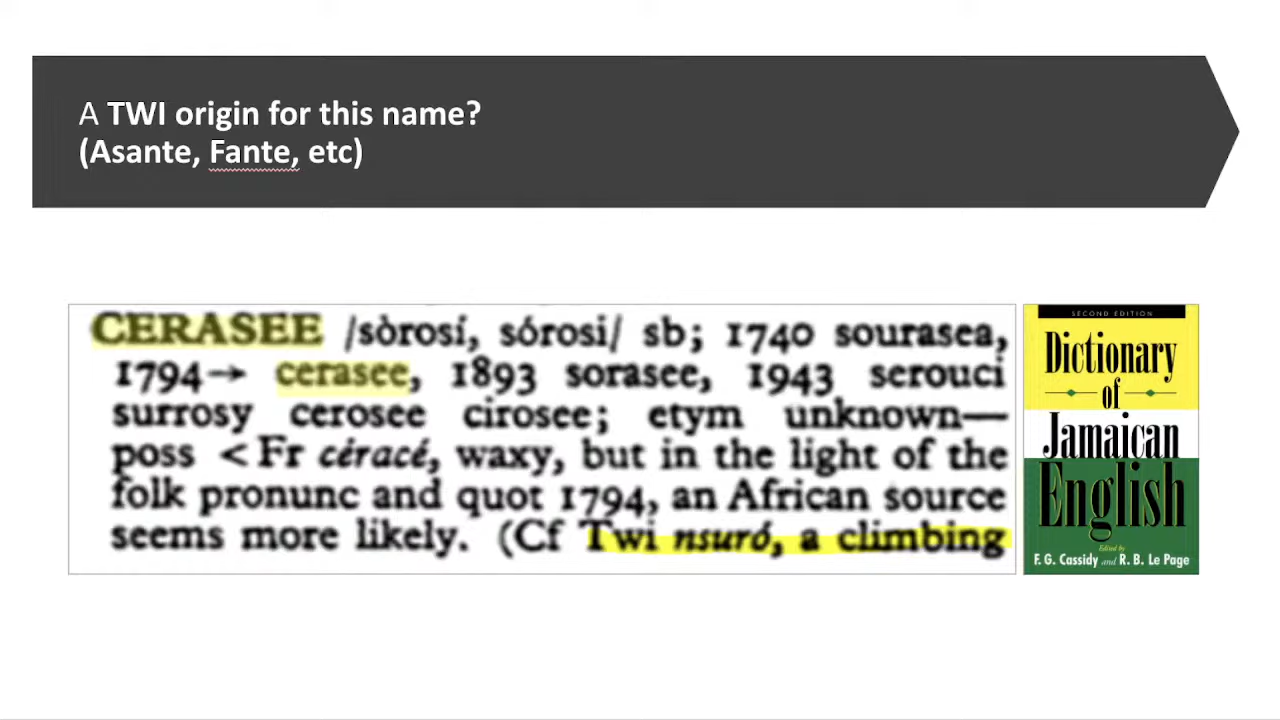 A TWI origin for this name?
(Asante, Fante, etc)
CERASEE /sòrosí, sórosi/ sb; 1740 sourasea,
1794→ cerasee, 1893 sorasee, 1943 serouci
surrosy cerosee cirosee; etym unknown—
poss < Fr céracé, waxy, but in the light of the
folk pronunc and quot 1794, an African source
seems more likely. (Cf Twi nsuró, a climbing
SECOND EDITION
Dictionary
of
Jamaican
English
Edited by
F. G. Cassidy and R. B. Le Page